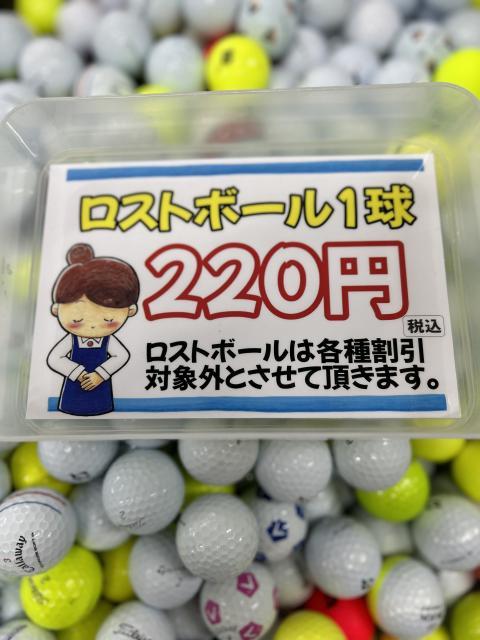 ロストボール1球
220円
税込
ロストボールは各種割引
対象外とさせて頂きます。
Callaway